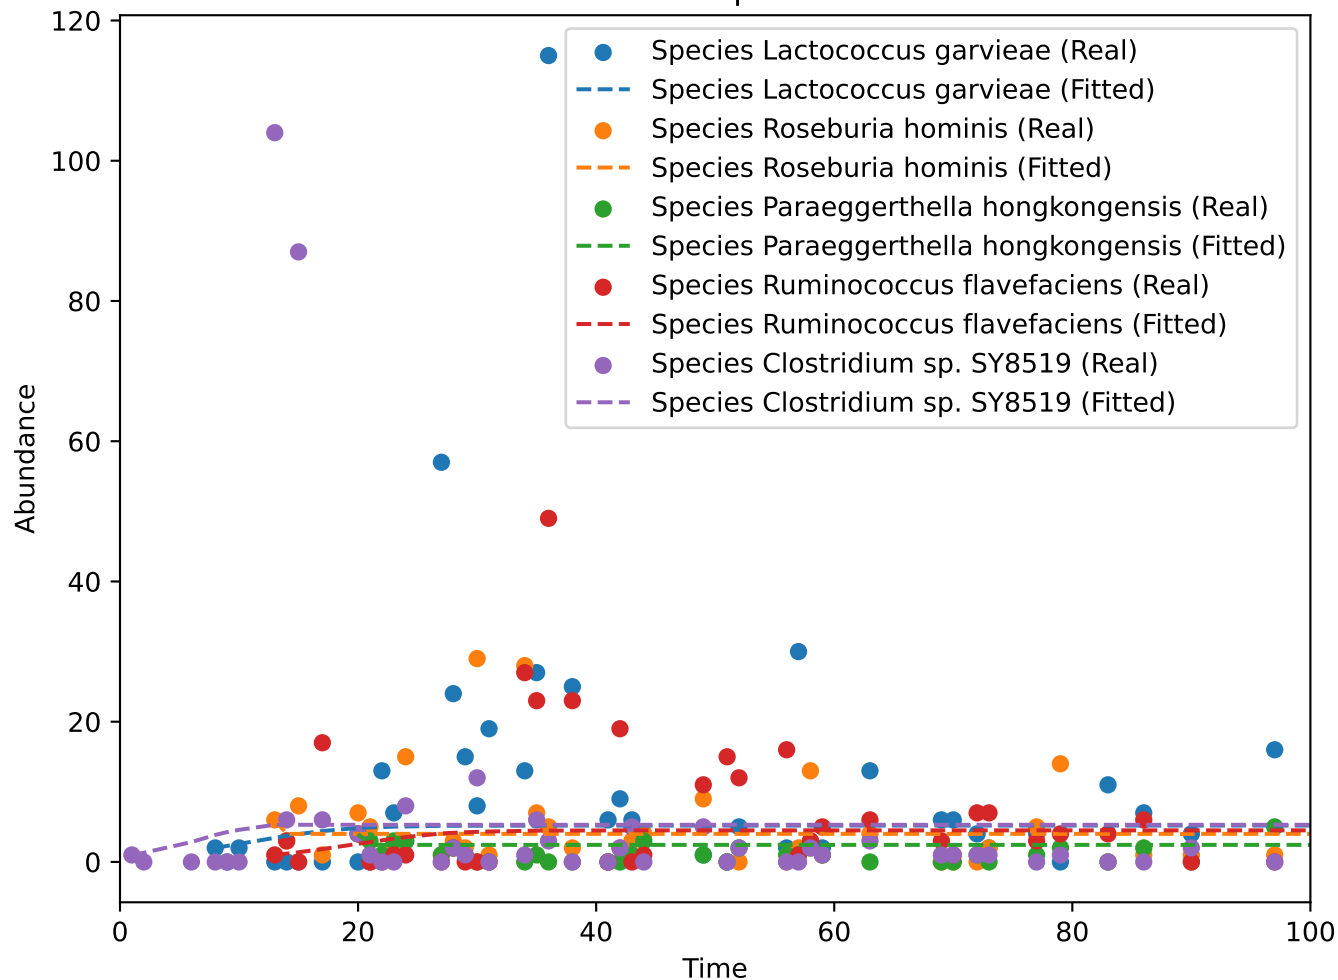 120
100
80
60
40
20
0
Abundance
Species Lactococcus garvieae (Real)
Species Lactococcus garvieae (Fitted)
Species Roseburia hominis (Real)
Species Roseburia hominis (Fitted)
Species Paraeggerthella hongkongensis (Real)
Species Paraeggerthella hongkongensis (Fitted)
Species Ruminococcus flavefaciens (Real)
Species Ruminococcus flavefaciens (Fitted)
Species Clostridium sp. SY8519 (Real)
Species Clostridium sp. SY8519 (Fitted)
0 20 40 60 80 100
Time